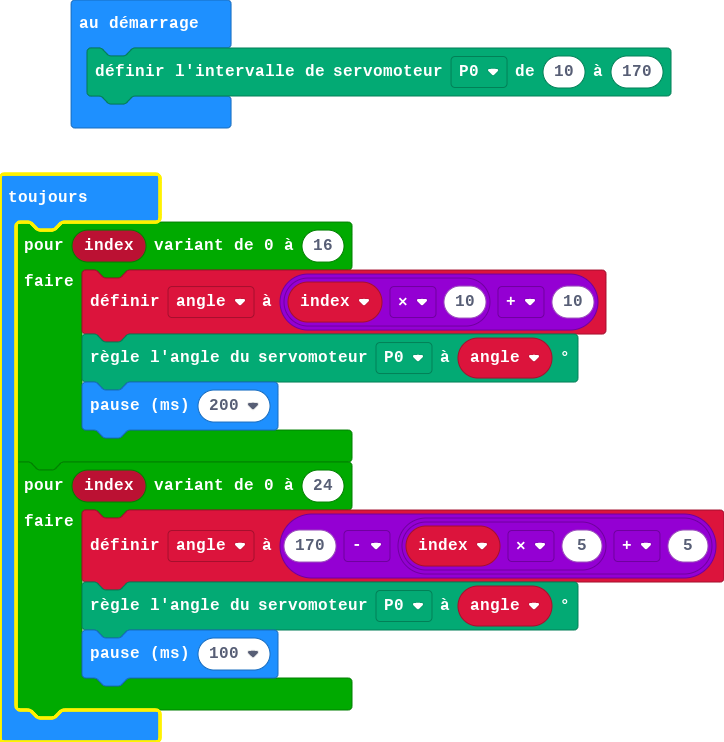 au démarrage
définir l'intervalle de servomoteur P0 de 10 à 170
toujours
pour index variant de 0 à 16
faire
définir angle à index × 10 + 10
règle l'angle du servomoteur P0 à angle °
pause (ms) 200
pour index variant de 0 à 24
faire
définir angle à 170 - index × 5 + 5
règle l'angle du servomoteur P0 à angle °
pause (ms) 100